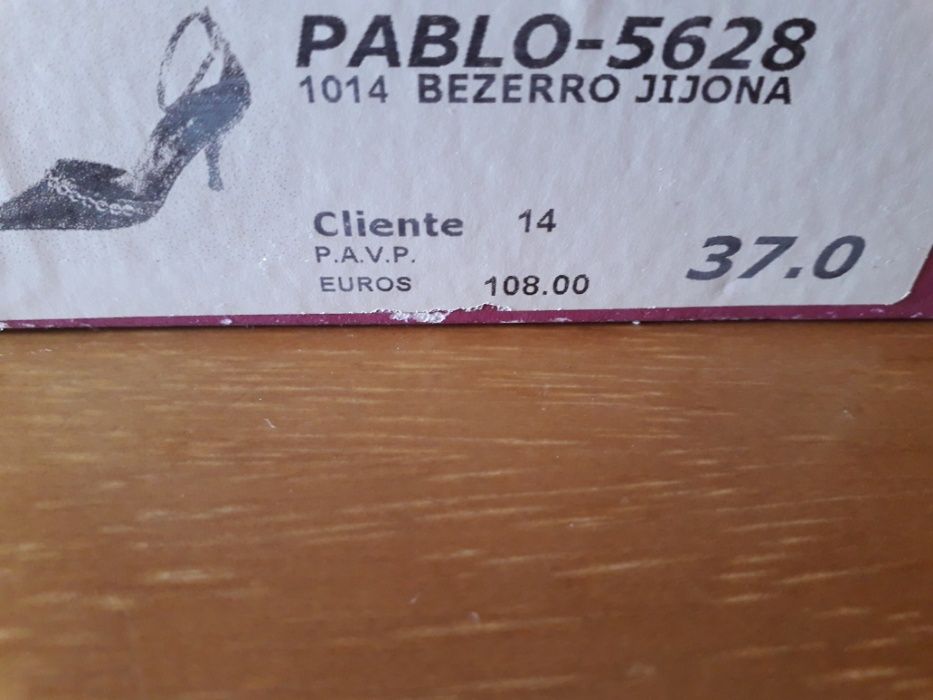 PABLO-5628
1014 BEZERRO JIJONA
Cliente 14
P.A.V.P.
EUROS 108.00
37.0